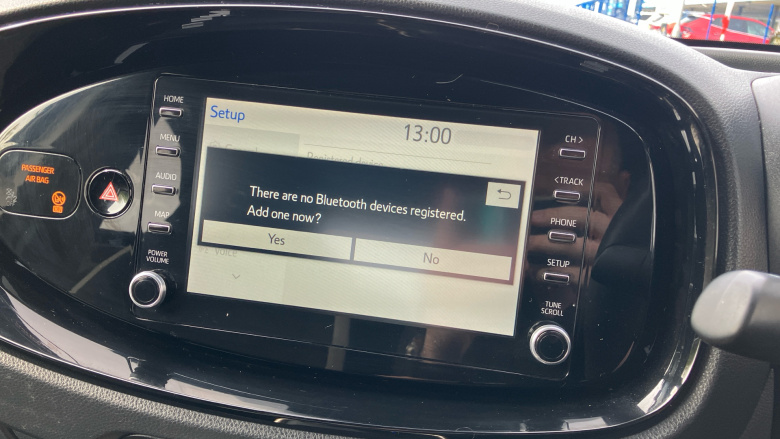 HOME
MENU
AUDIO
MAP
POWER
VOLUME
PASSENGER
AIR BAG
Setup
13:00
There are no Bluetooth devices registered.
Add one now?
Yes
No
Voice
CH >
< TRACK
PHONE
SETUP
TUNE
SCROLL